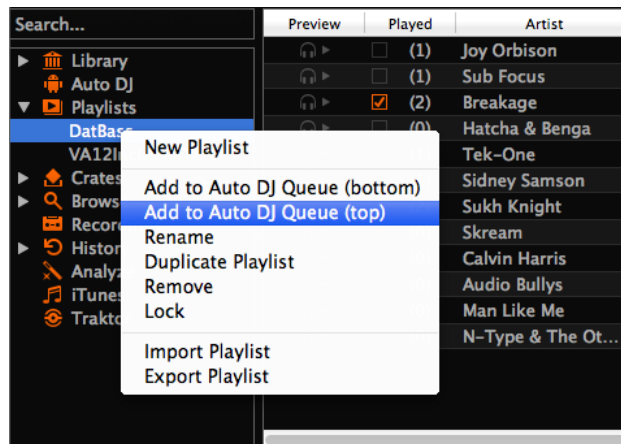 Search...
Library
Auto DJ
Playlists
DatBass
Crates
iTunes
New Playlist
Add to Auto DJ Queue (bottom)
Add to Auto DJ Queue (top)
Rename
Duplicate Playlist
Remove
Lock
Import Playlist
Export Playlist
Preview Played Artist
(1) Joy Orbison
(1) Sub Focus
(2) Breakage
(0) Hatcha & Benga
Tek-One
Sidney Samson
Sukh Knight
Skream
Calvin Harris
Audio Bullys
Man Like Me
N-Type & The Ot...